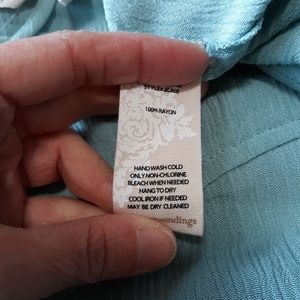 100% RAYON
HAND WASH COLD
ONLY NON-CHLORINE
BLEACH WHEN NEEDED
HANG TO DRY
COOL IRON IF NEEDED
MAY BE DRY CLEANED